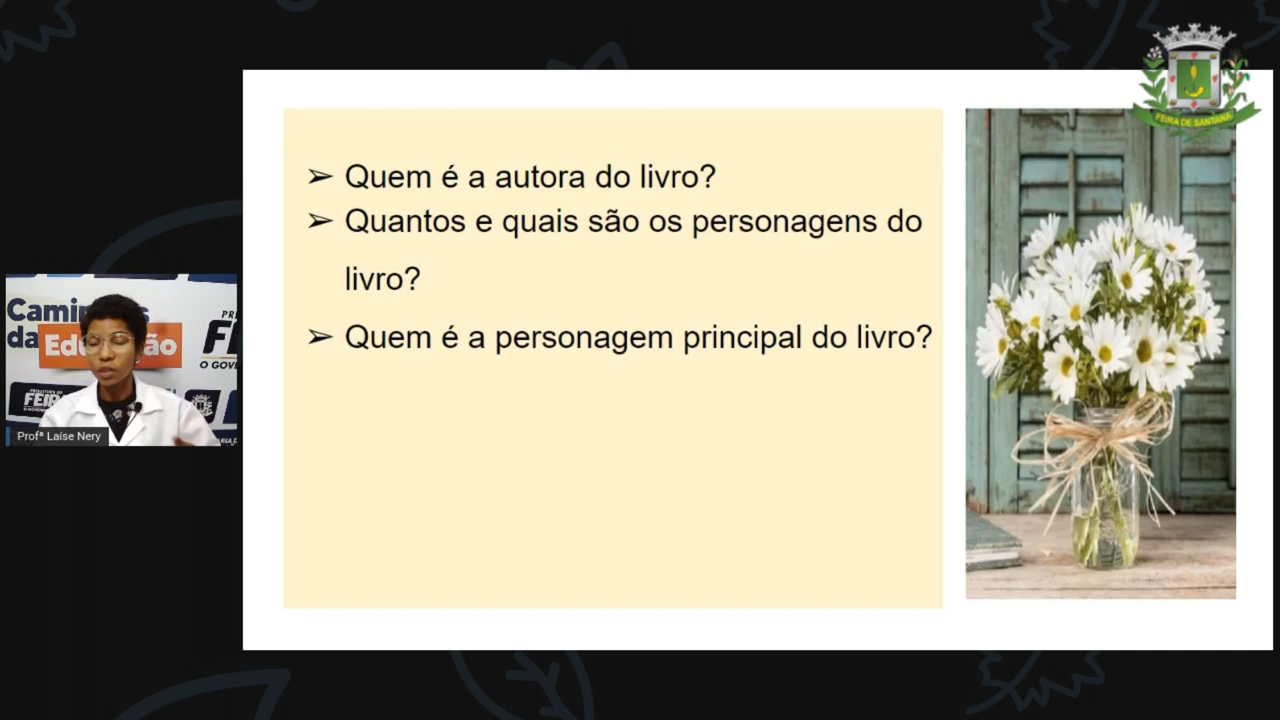 FEIRA DE SANTANA
➢ Quem é a autora do livro?
➢ Quantos e quais são os personagens do
livro?
➢ Quem é a personagem principal do livro?
Profª Laíse Nery